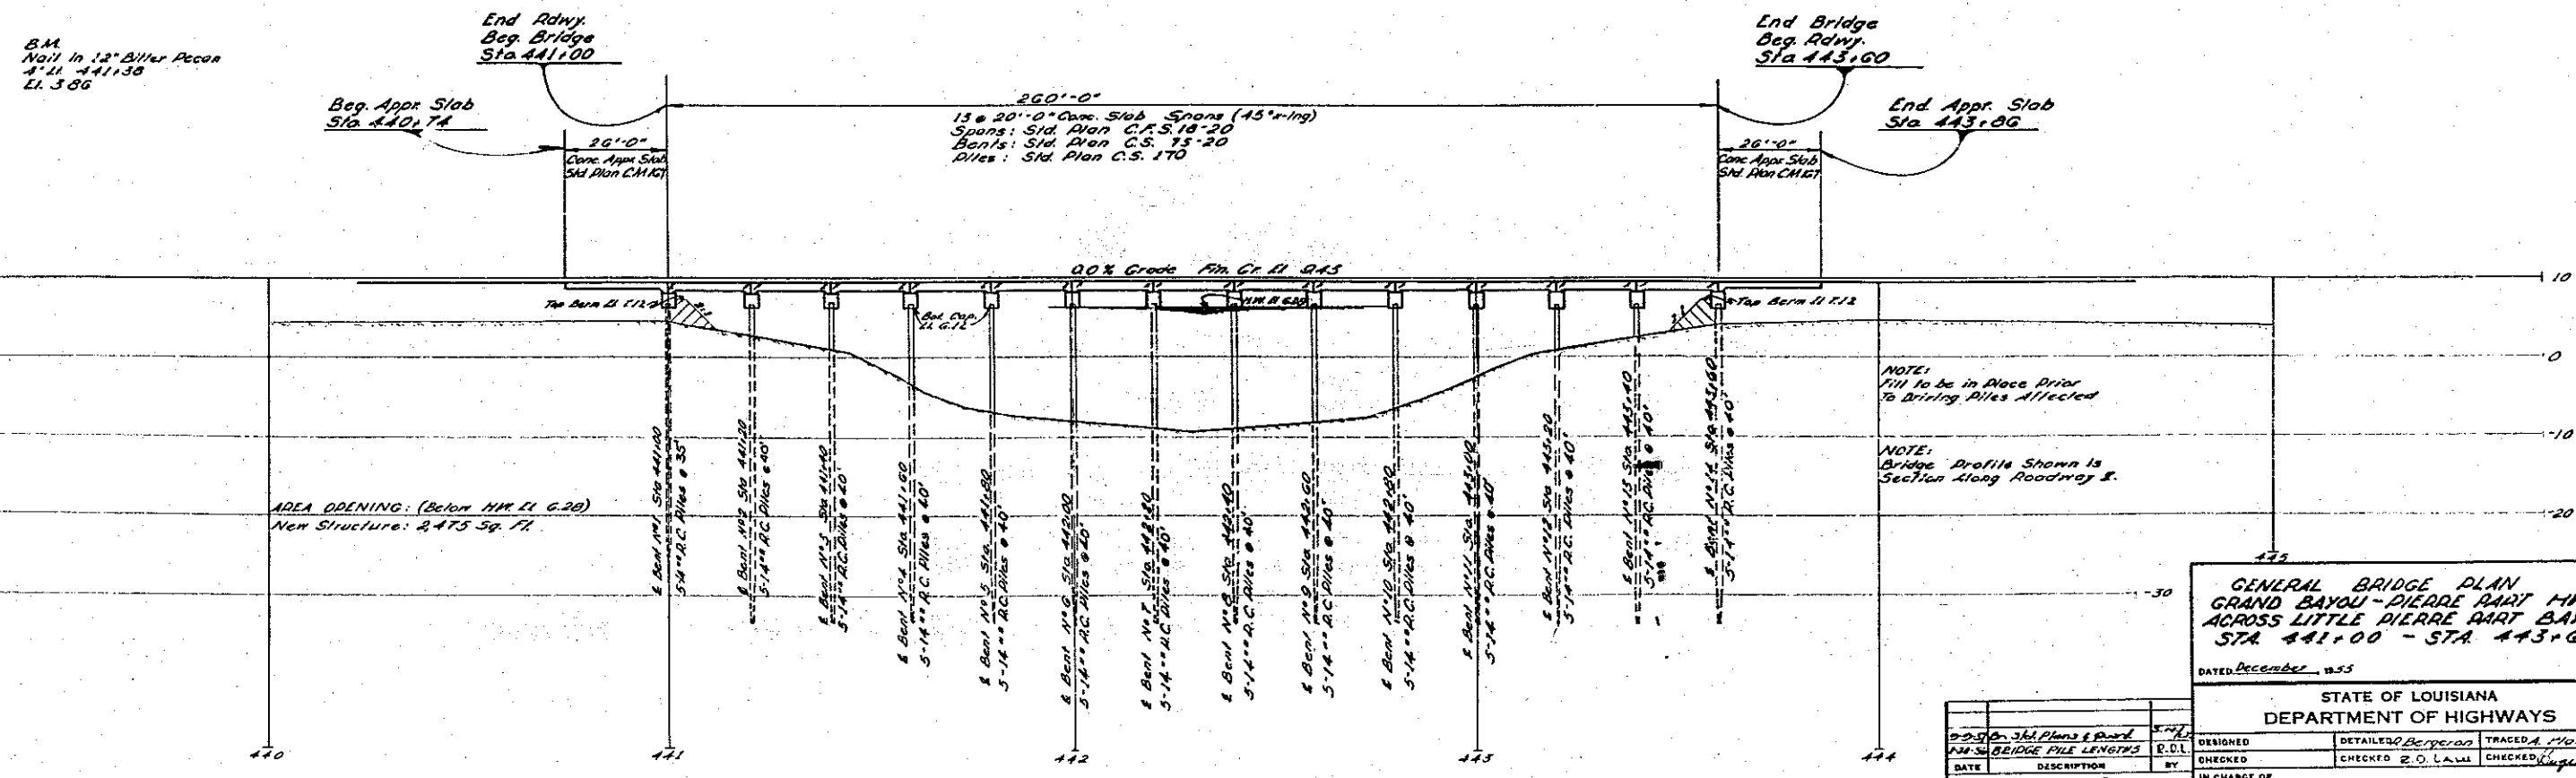 B.M.
Nail in 12" Bitter Pecan
4' Lt. 441+38
El. 3.86
End Rdwy.
Beg. Bridge
Sta 441+00
Beg. Appr. Slab
Sta. 440+74
26'-0"
Conc. Appr. Slab
Std. Plan
260'-0"
13 @ 20'-0" Conc. Slab Spans (45° x-ing)
Spans: Std. Plan C.F.S. 18-20
Bents: Std. Plan C.S. 75-20
Piles: Std. Plan C.S. 170
End Bridge
Beg. Rdwy.
Sta 443+60
End Appr. Slab
Sta 443+86
26'-0"
Conc. Appr. Slab
Std. Plan
0.0% Grade Fin. Gr. El. 9.45
10
Top Berm El. 7.12
Bot. Cap.
El. 6.12
H.W. El. 6.28
Top Berm El. 7.12
0
NOTE:
Fill to be in Place Prior
To Driving Piles Affected
-10
NOTE:
Bridge Profile Shown is
Section Along Roadway ℄.
AREA OPENING: (Below H.W. El. 6.28)
New Structure: 2,475 Sq. Ft.
-20
-30
℄ Bent Nº 1 Sta 441+00
5-14"" R.C. Piles @ 35'
℄ Bent Nº 2 Sta 441+20
5-14"" R.C. Piles @ 40'
℄ Bent Nº 3 Sta 441+40
5-14"" R.C. Piles @ 40'
℄ Bent Nº 4 Sta 441+60
5-14"" R.C. Piles @ 40'
℄ Bent Nº 5 Sta. 441+80
5-14"" R.C. Piles @ 40'
℄ Bent Nº 6 Sta 442+00
5-14"" R.C. Piles @ 40'
℄ Bent Nº 7 Sta. 442+20
5-14"" R.C. Piles @ 40'
℄ Bent Nº 8 Sta. 442+40
5-14"" R.C. Piles @ 40'
℄ Bent Nº 9 Sta 442+60
5-14"" R.C. Piles @ 40'
℄ Bent Nº 10 Sta. 442+80
5-14"" R.C. Piles @ 40'
℄ Bent Nº 11 Sta. 443+00
5-14"" R.C. Piles @ 40'
℄ Bent Nº 12 Sta 443+20
5-14"" R.C. Piles @ 40'
℄ Bent Nº 13 Sta 443+40
5-14" R.C. Piles @ 40'
℄ Bent Nº 14 Sta 443+60
5-14"" R.C. Piles @ 40'
440
441
442
443
444
445
GENERAL BRIDGE PLAN
GRAND BAYOU-PIERRE PART
ACROSS LITTLE PIERRE PART
STA. 441+00 - STA. 443+
DATED December, 1955
STATE OF LOUISIANA
DEPARTMENT OF HIGHWAYS
DESIGNED DETAILED Bergeron TRACED
CHECKED CHECKED R.O. Law CHECKED
IN CHARGE OF
Std. Plans
BRIDGE PILE LENGTHS R.O.L.
DATE DESCRIPTION BY